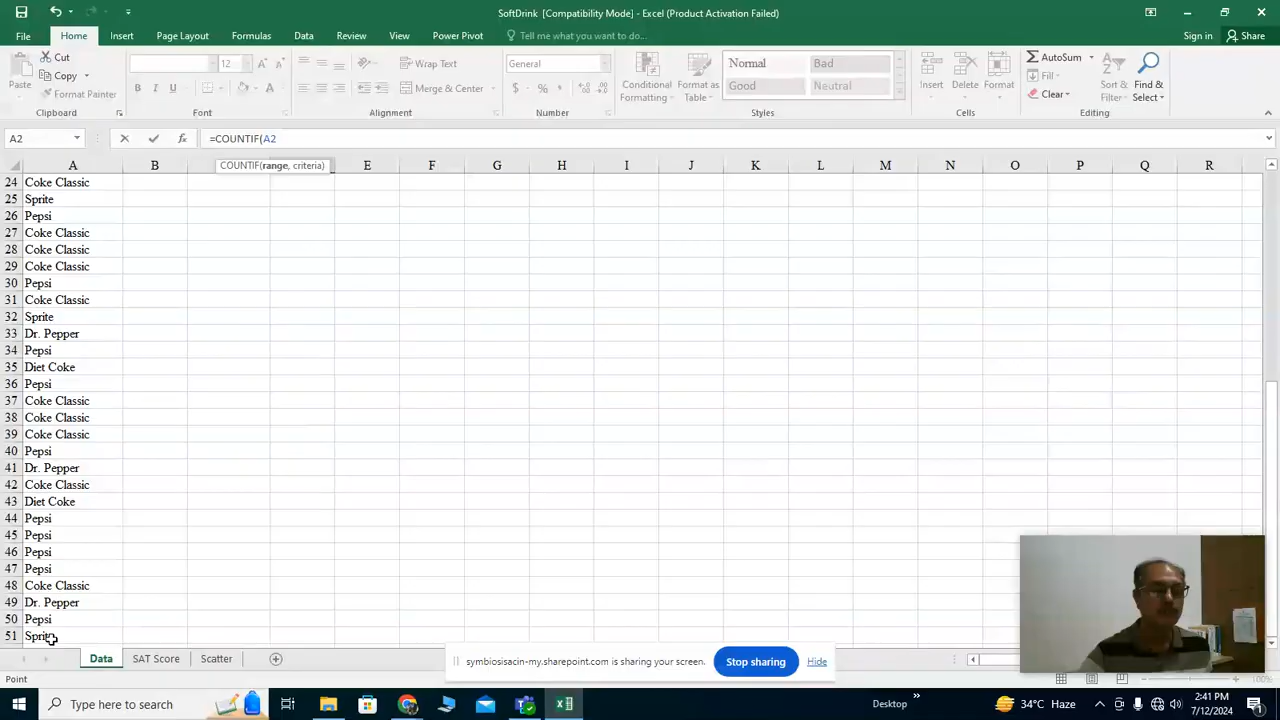 SoftDrink [Compatibility Mode] - Excel (Product Activation Failed)
File Home Insert Page Layout Formulas Data Review View Power Pivot Tell me what you want to do... Sign in Share
Paste
Cut
Copy
Format Painter
Clipboard
12
B I U
Font
Wrap Text
Merge & Center
Alignment
General
$ % ,
Number
Conditional Formatting
Format as Table
Normal Bad
Good Neutral
Styles
Insert Delete Format
Cells
AutoSum
Fill
Clear
Sort & Filter
Find & Select
Editing
A2 =COUNTIF(A2
COUNTIF(range, criteria)
A B E F G H I J K L M N O P Q R
24 Coke Classic
25 Sprite
26 Pepsi
27 Coke Classic
28 Coke Classic
29 Coke Classic
30 Pepsi
31 Coke Classic
32 Sprite
33 Dr. Pepper
34 Pepsi
35 Diet Coke
36 Pepsi
37 Coke Classic
38 Coke Classic
39 Coke Classic
40 Pepsi
41 Dr. Pepper
42 Coke Classic
43 Diet Coke
44 Pepsi
45 Pepsi
46 Pepsi
47 Pepsi
48 Coke Classic
49 Dr. Pepper
50 Pepsi
51 Sprite
Data SAT Score Scatter
symbiosisacin-my.sharepoint.com is sharing your screen. Stop sharing Hide
Point
Type here to search
Desktop
34°C Haze
2:41 PM
7/12/2024